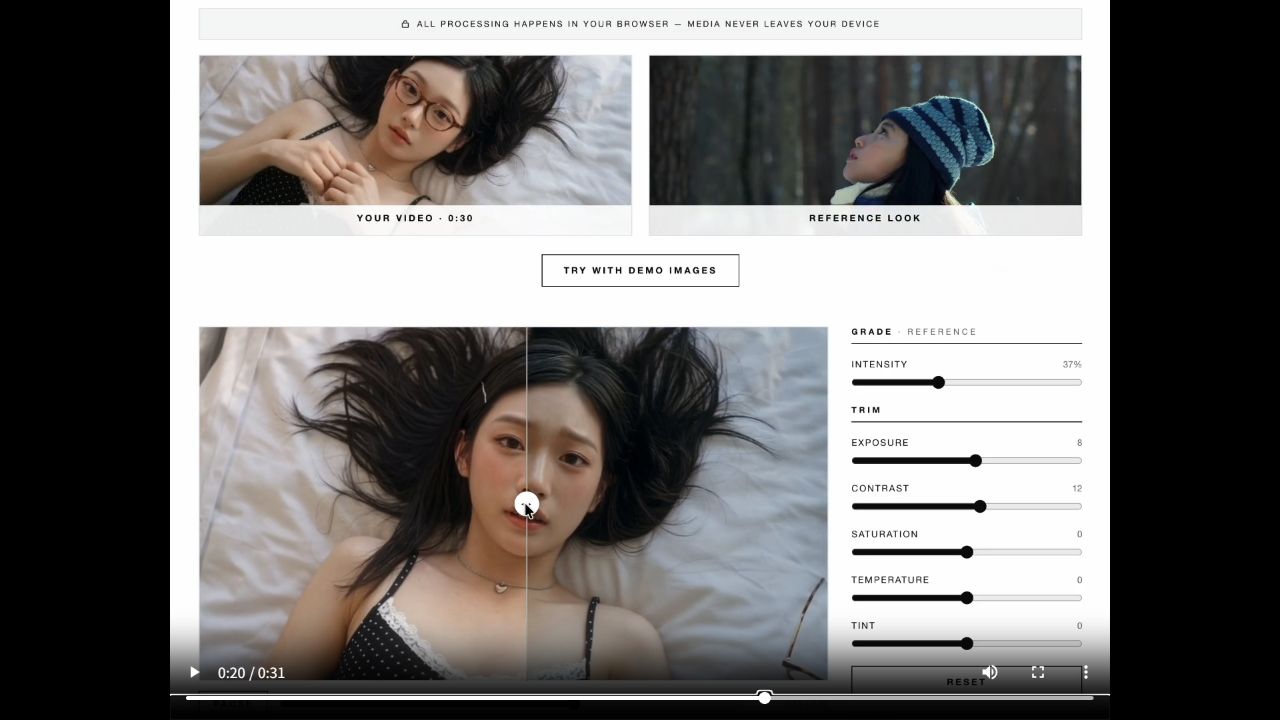 ALL PROCESSING HAPPENS IN YOUR BROWSER — MEDIA NEVER LEAVES YOUR DEVICE
YOUR VIDEO · 0:30
REFERENCE LOOK
TRY WITH DEMO IMAGES
GRADE · REFERENCE
INTENSITY 37%
TRIM
EXPOSURE 8
CONTRAST 12
SATURATION 0
TEMPERATURE 0
TINT 0
RESET
0:20 / 0:31
PAUSE